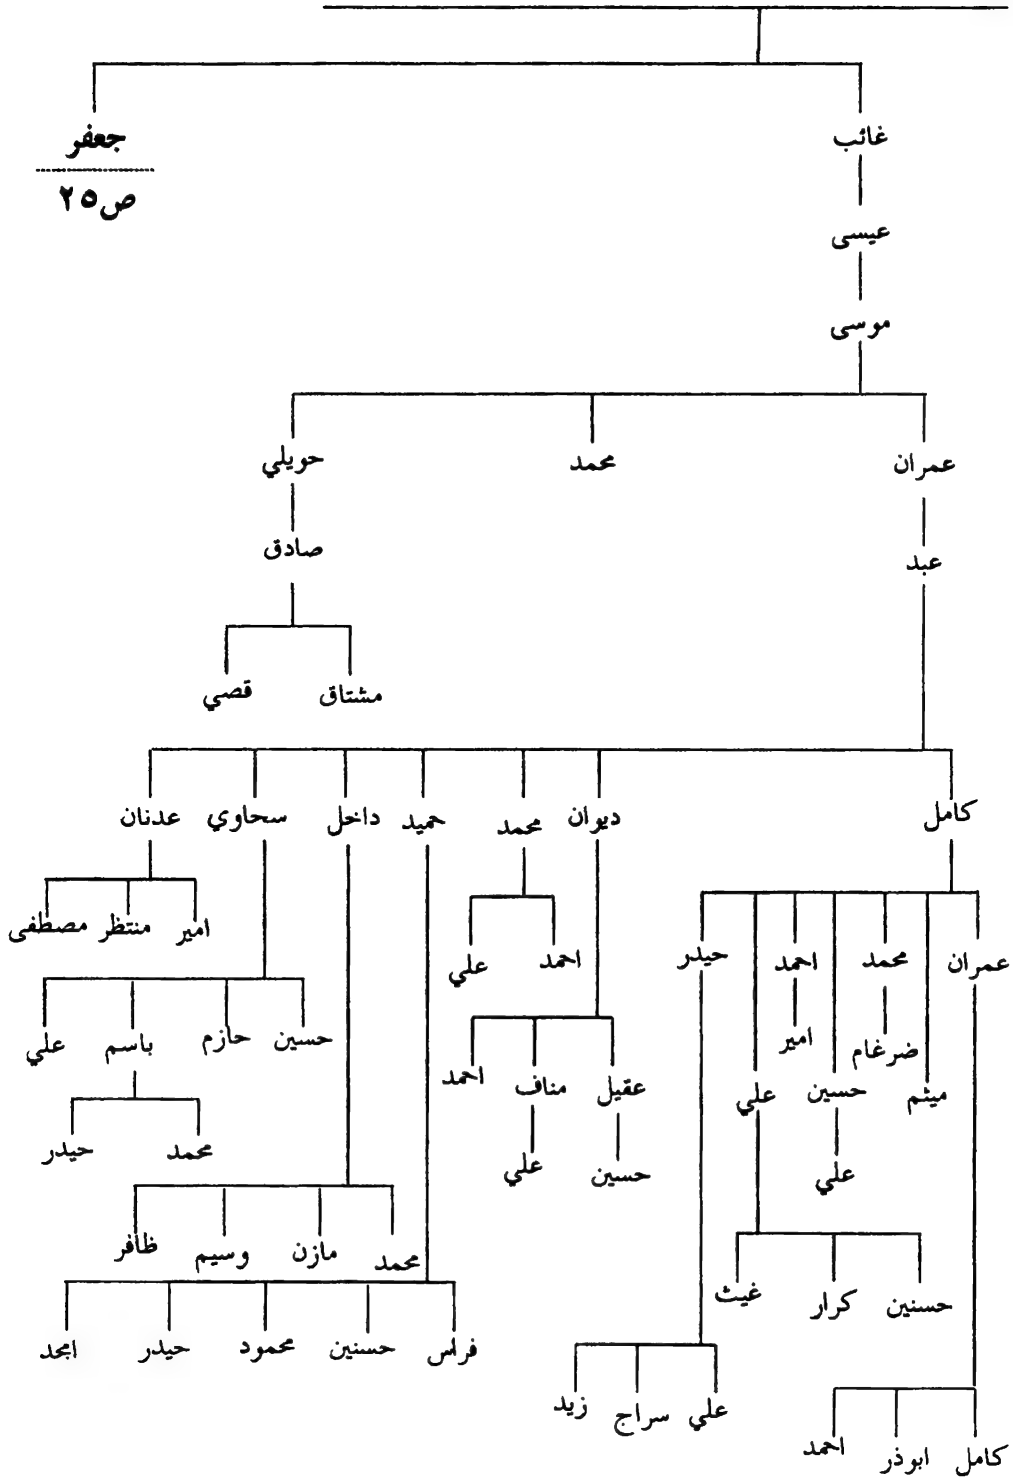 غائب جعفر
ص٢٥
عيسى
موسى
عمران محمد حويلي
عبد صادق
مشتاق قصي
كامل ديوان محمد حميد داخل سحاوي عدنان
امير منتظر مصطفى
عمران محمد احمد حيدر احمد علي
حسين حازم باسم علي
ضرغام امير
ميثم حسين علي عقيل مناف احمد
محمد حيدر
علي حسين علي
محمد مازن وسيم ظافر
حسنين كرار غيث
فراس حسنين محمود حيدر امجد
علي سراج زيد
كامل ابوذر احمد